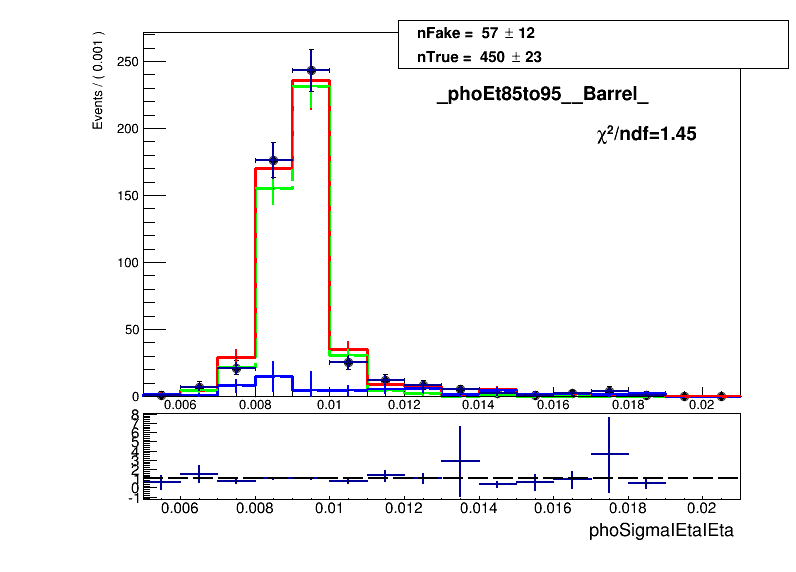 nFake = 57 ± 12
nTrue = 450 ± 23
Events / ( 0.001 )
_phoEt85to95__Barrel_
χ²/ndf=1.45
250
200
150
100
50
0
0.006 0.008 0.01 0.012 0.014 0.016 0.018 0.02
8
7
6
5
4
3
2
1
0
-1
0.006 0.008 0.01 0.012 0.014 0.016 0.018 0.02
phoSigmaIEtaIEta